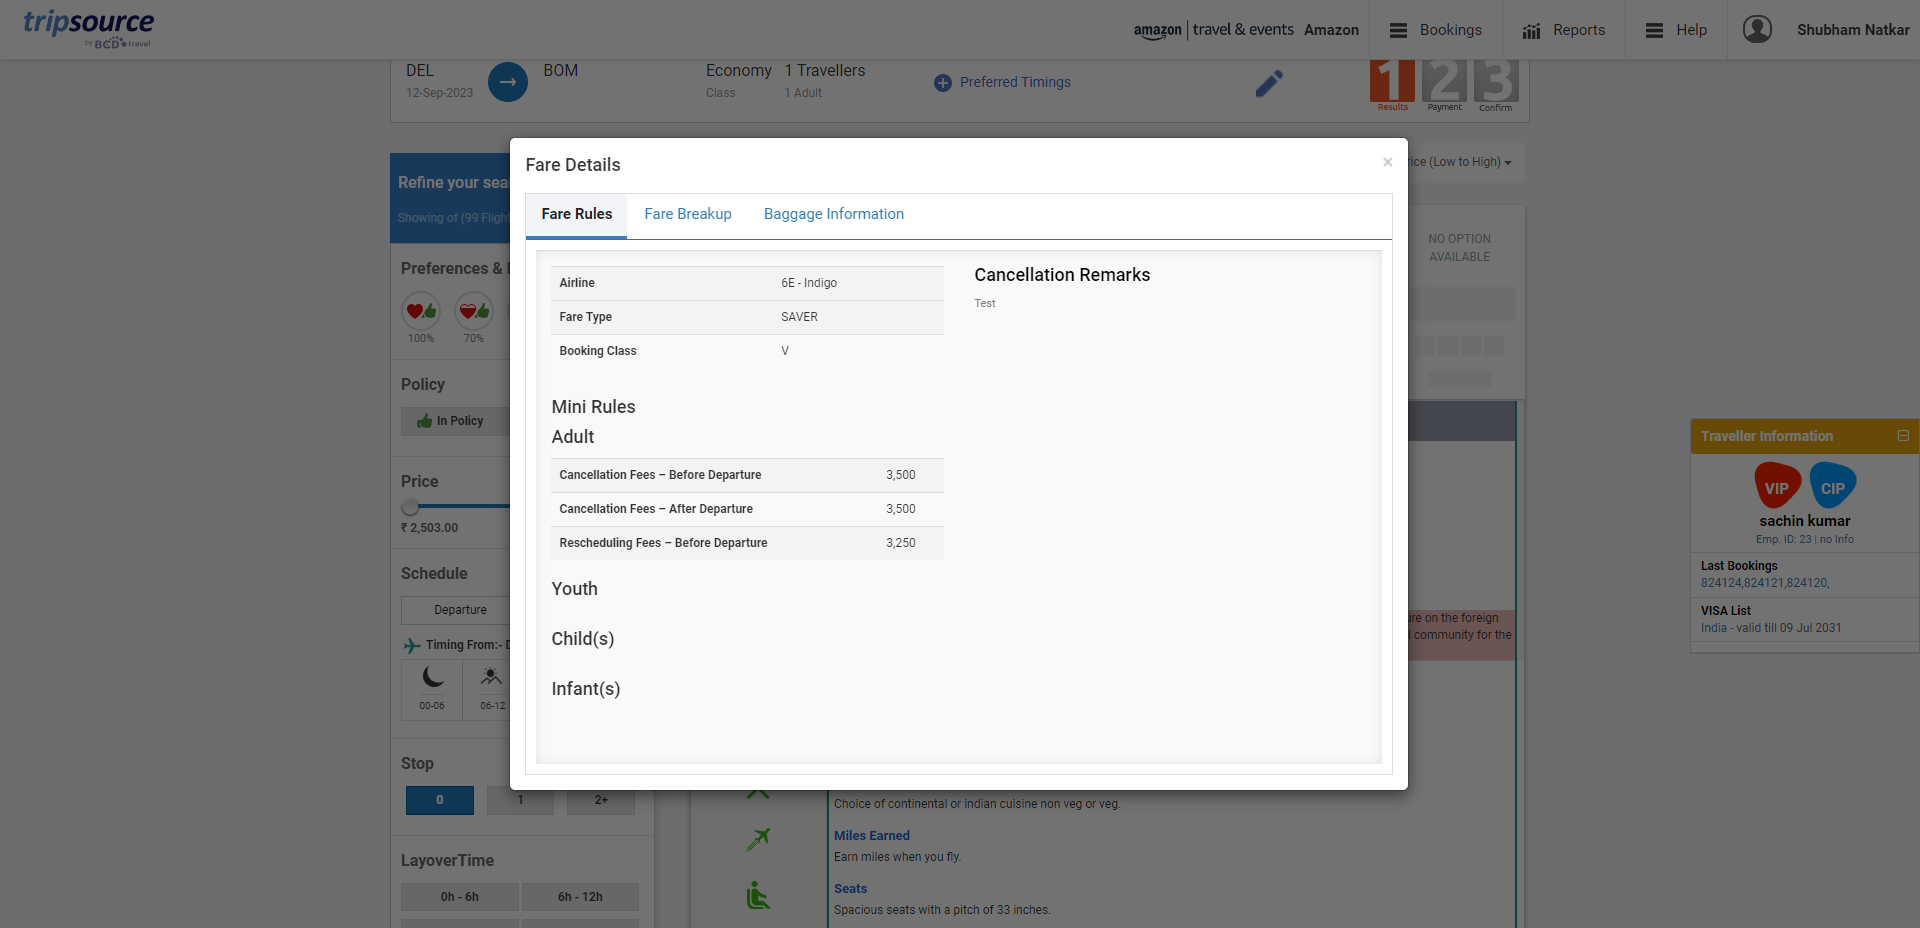 tripsource
by BCD travel
amazon | travel & events Amazon
Bookings
Reports
Help
Shubham Natkar
DEL
12-Sep-2023
BOM
Economy
Class
1 Travellers
1 Adult
Preferred Timings
1 2 3
Results Payment Confirm
Refine your sea
Showing of (99 Flight
rice (Low to High)
Fare Details
×
Fare Rules
Fare Breakup
Baggage Information
Airline 6E - Indigo
Fare Type SAVER
Booking Class V
Cancellation Remarks
Test
Mini Rules
Adult
Cancellation Fees – Before Departure 3,500
Cancellation Fees – After Departure 3,500
Rescheduling Fees – Before Departure 3,250
Youth
Child(s)
Infant(s)
NO OPTION
AVAILABLE
Preferences &
100% 70%
Policy
In Policy
Price
₹ 2,503.00
Schedule
Departure
Timing From:-
00-06 06-12
Stop
0 1 2+
LayoverTime
0h - 6h 6h - 12h
ure on the foreign
community for the
Choice of continental or indian cuisine non veg or veg.
Miles Earned
Earn miles when you fly.
Seats
Spacious seats with a pitch of 33 inches.
Traveller Information
VIP CIP
sachin kumar
Emp. ID: 23 | no Info
Last Bookings
824124,824121,824120,
VISA List
India - valid till 09 Jul 2031